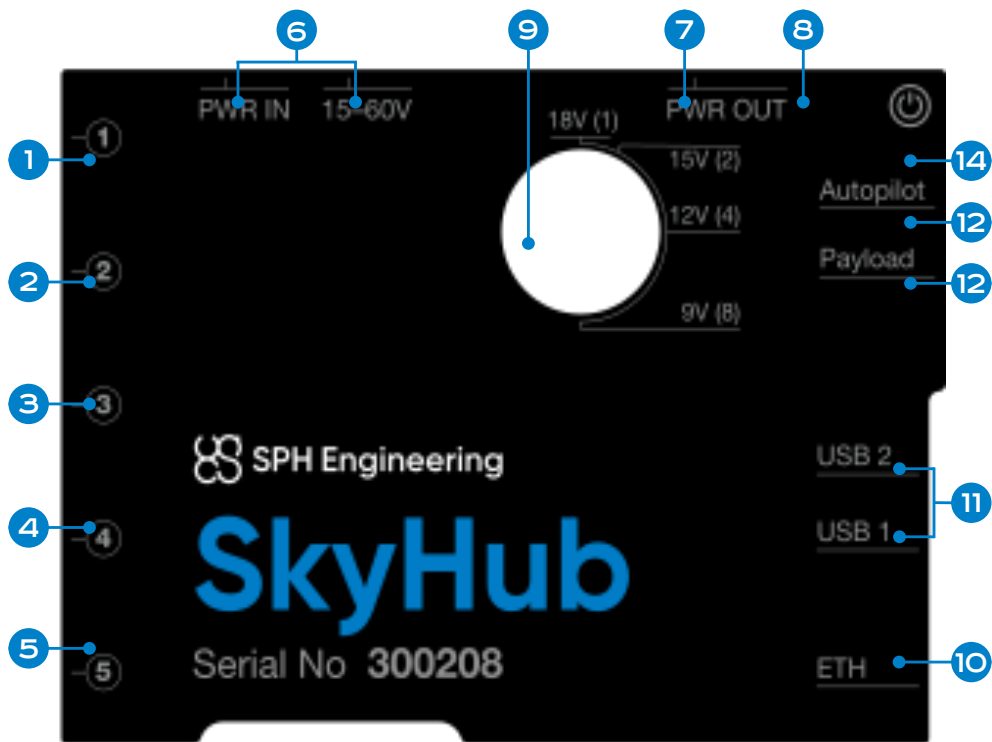 6 9 7 8
PWR IN 15–60V PWR OUT
18V (1)
1 1 15V (2) 14
Autopilot
12V (4) 12
2 2 Payload 12
9V (8)
3 3
SPH Engineering USB 2
11
4 4 SkyHub USB 1
5 5 Serial No 300208 ETH 10